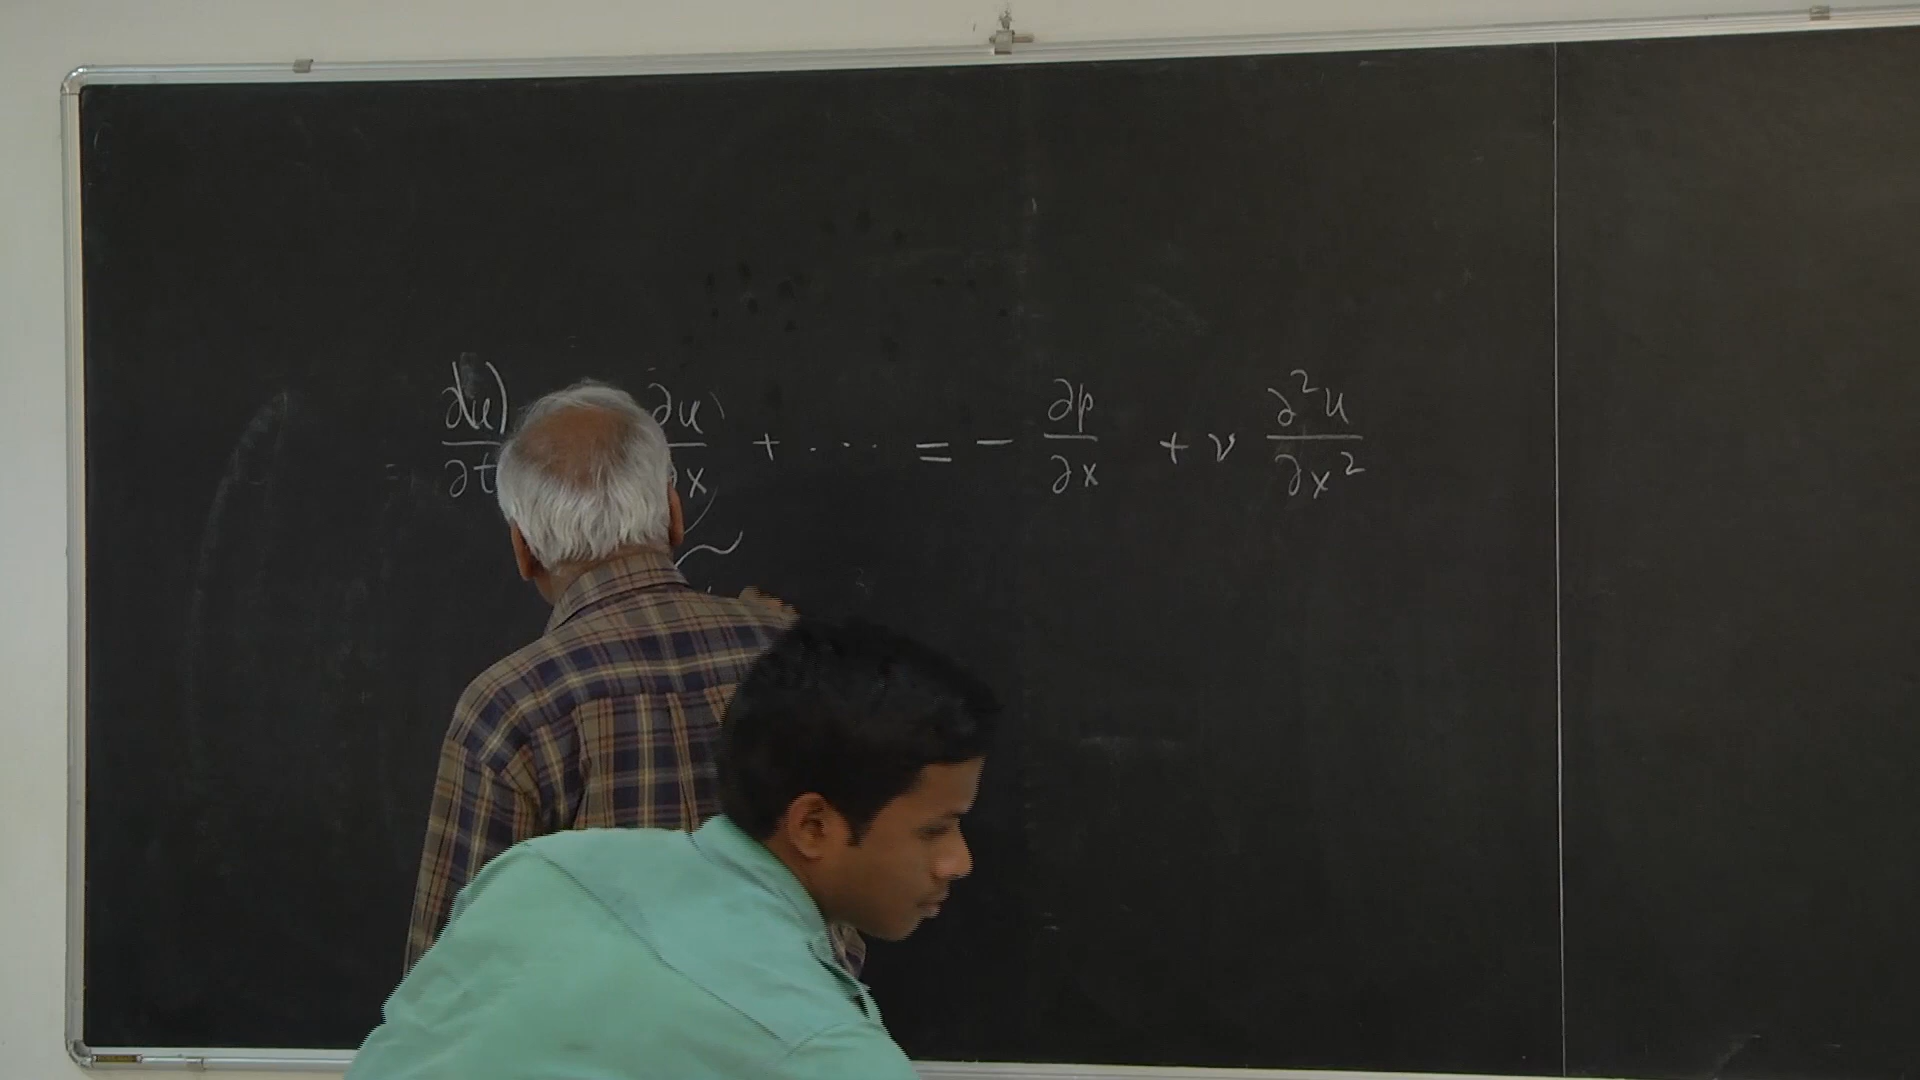 ∂u/∂t ∂u/∂x + ... = - ∂p/∂x + ν ∂²u/∂x²